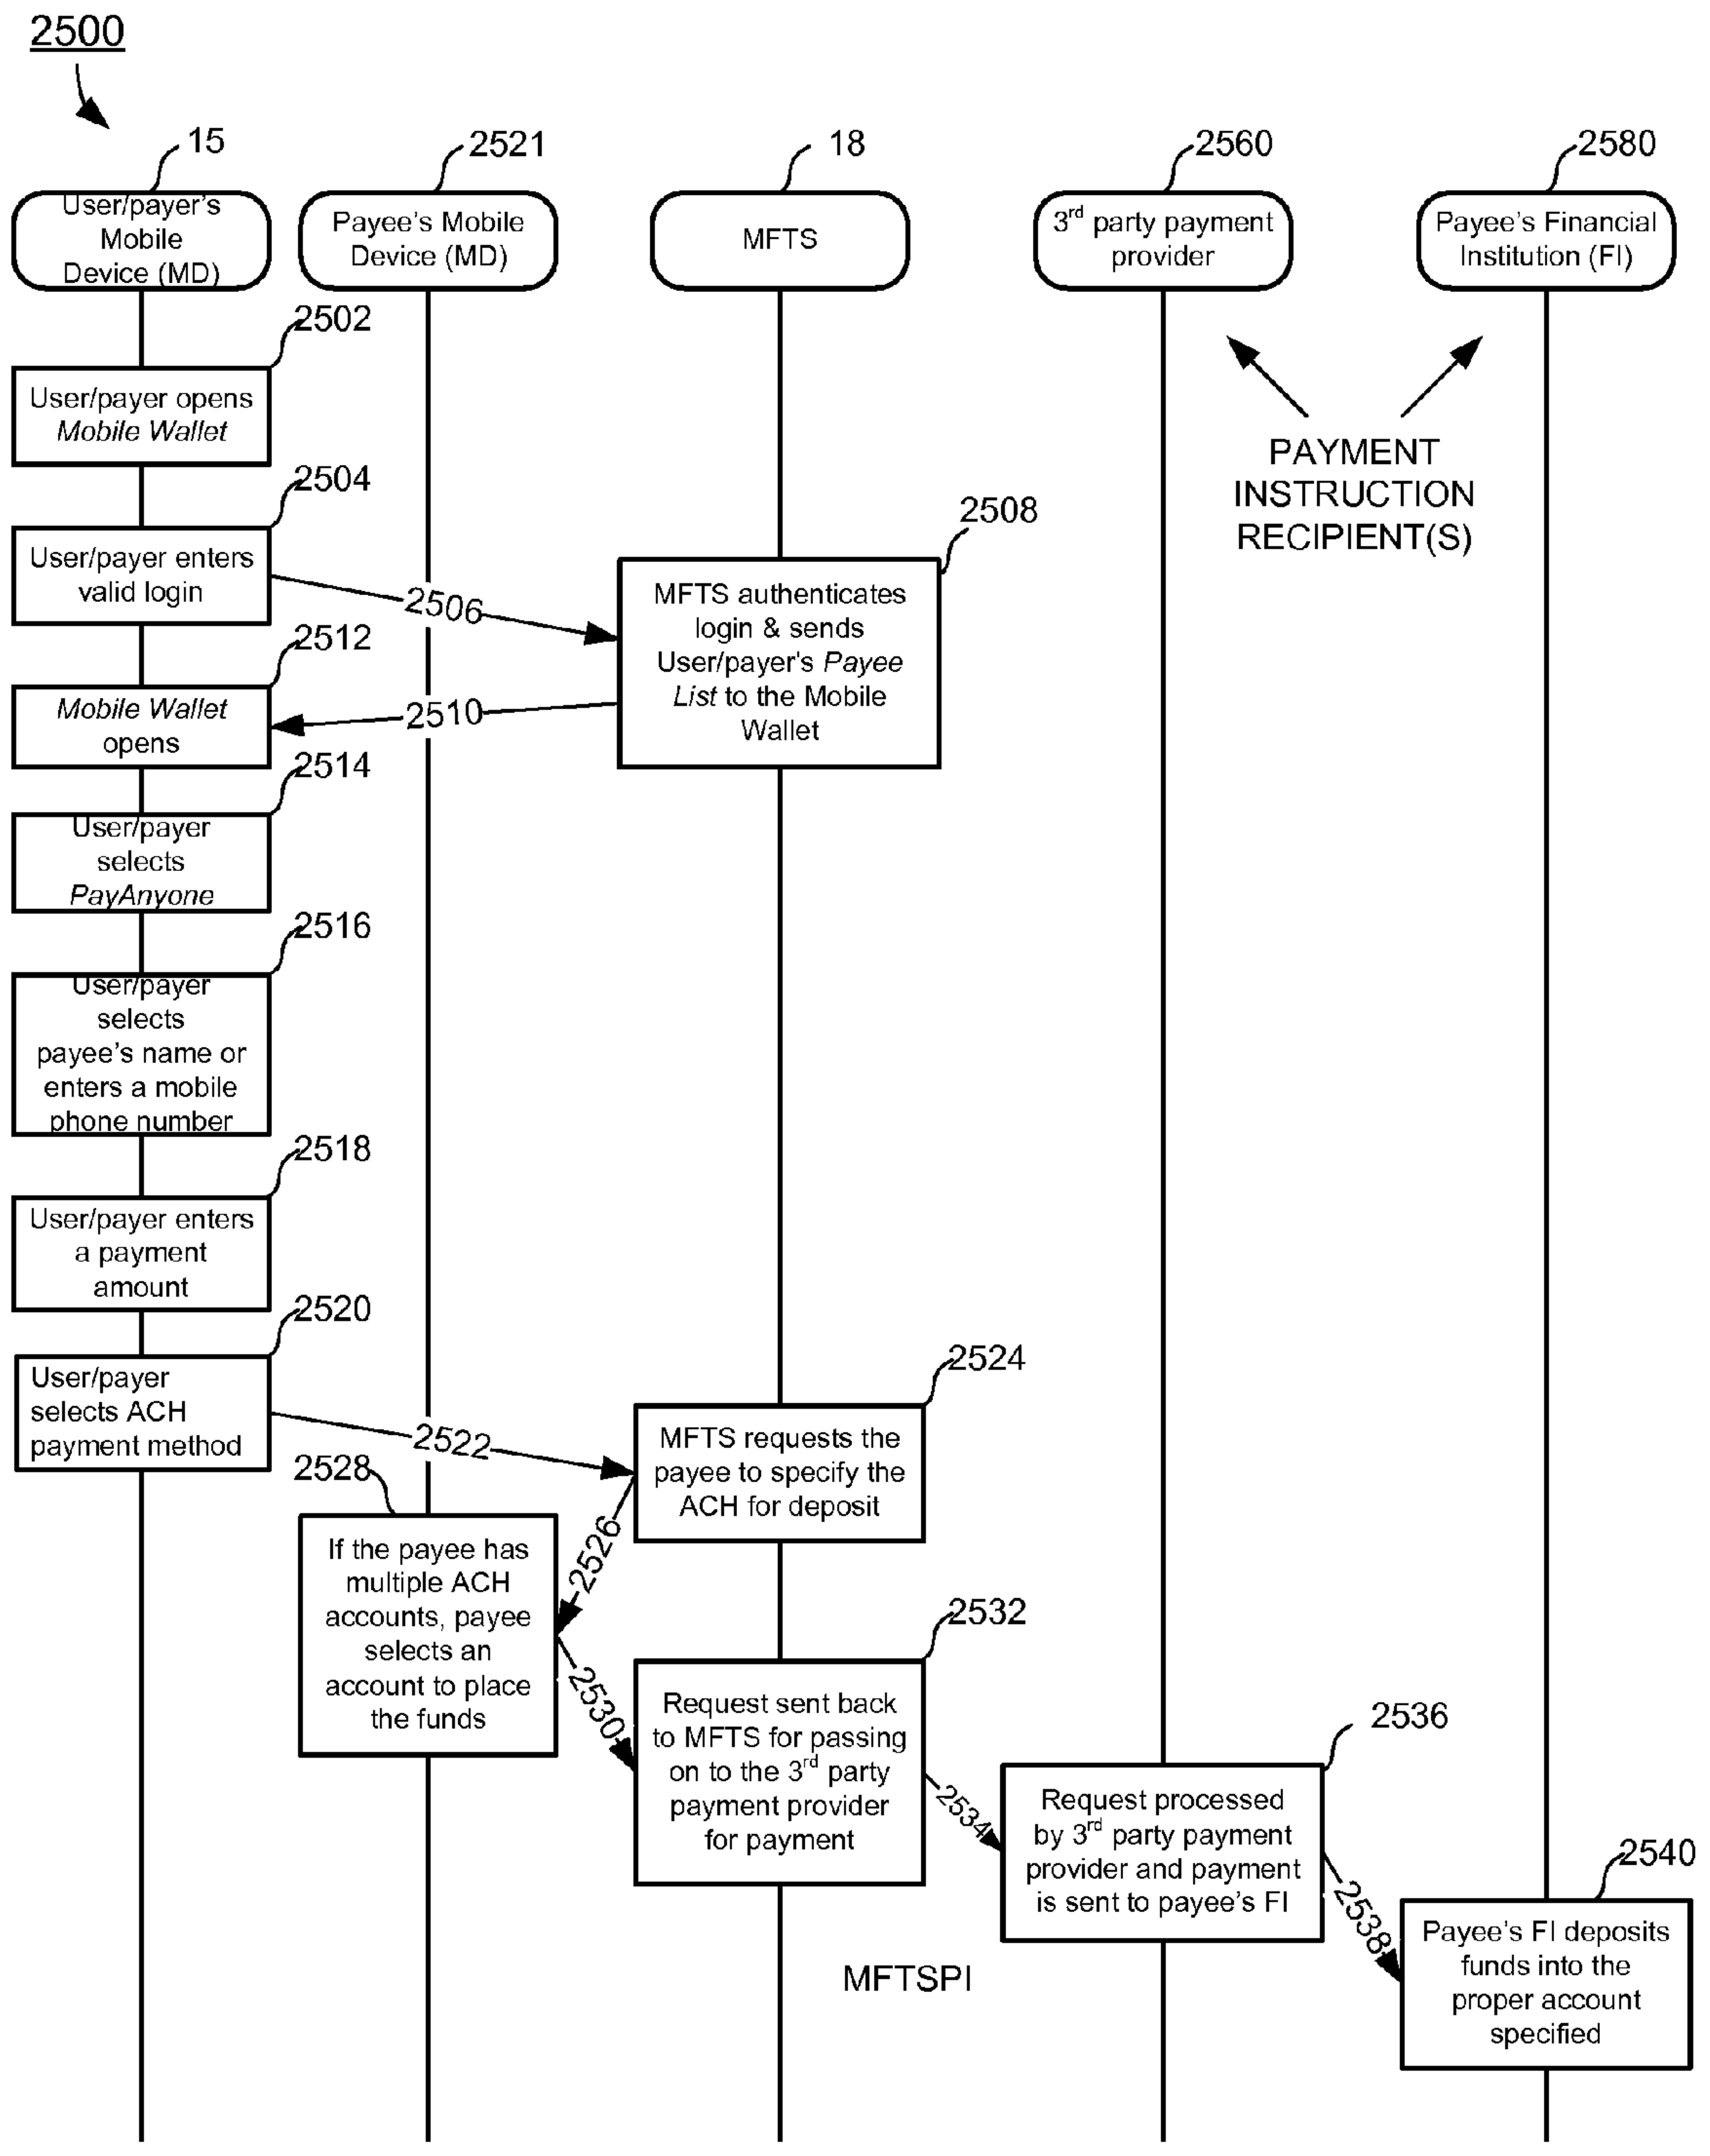 2500
15
2521
18
2560
2580
User/payer's
Mobile
Device (MD)
Payee's Mobile
Device (MD)
MFTS
3rd party payment
provider
Payee's Financial
Institution (FI)
2502
User/payer opens
Mobile Wallet
PAYMENT
INSTRUCTION
RECIPIENT(S)
2504
User/payer enters
valid login
2506
2508
MFTS authenticates
login & sends
User/payer's Payee
List to the Mobile
Wallet
2510
2512
Mobile Wallet
opens
2514
User/payer
selects
PayAnyone
2516
User/payer
selects
payee's name or
enters a mobile
phone number
2518
User/payer enters
a payment
amount
2520
User/payer
selects ACH
payment method
2522
2524
MFTS requests the
payee to specify the
ACH for deposit
2526
2528
If the payee has
multiple ACH
accounts, payee
selects an
account to place
the funds
2530
2532
Request sent back
to MFTS for passing
on to the 3rd party
payment provider
for payment
2534
2536
Request processed
by 3rd party payment
provider and payment
is sent to payee's FI
2538
2540
Payee's FI deposits
funds into the
proper account
specified
MFTSPI